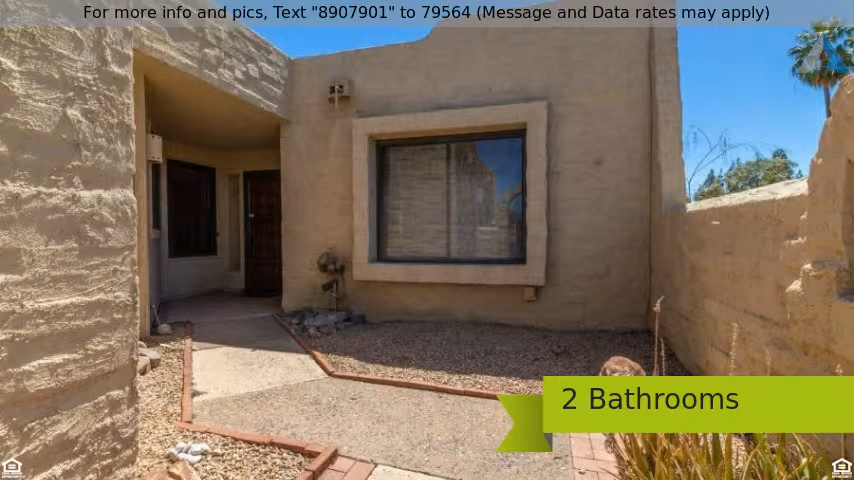 For more info and pics, Text "8907901" to 79564 (Message and Data rates may apply)
2 Bathrooms